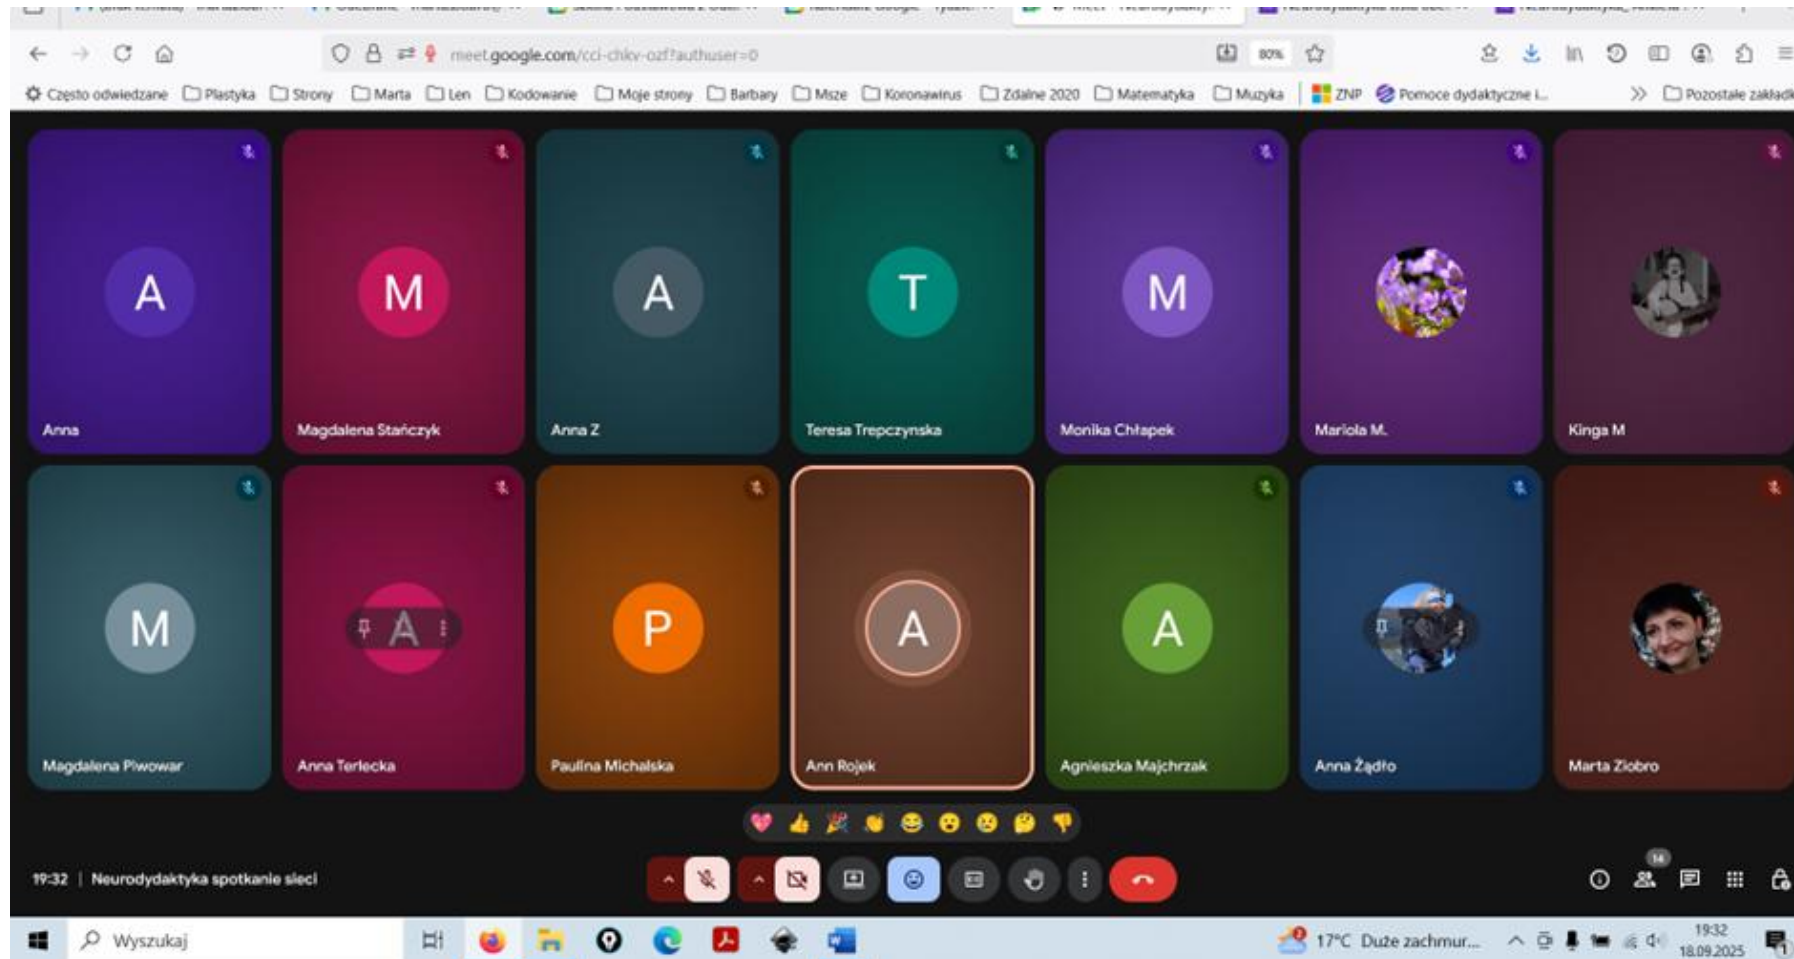 meet.google.com/cci-chkv-ozf?authuser=0
80%
Często odwiedzane Plastyka Strony Marta Len Kodowanie Moje strony Barbary Msze Koronawirus Zdalne 2020 Matematyka Muzyka ZNP Pomoce dydaktyczne i... Pozostałe zakładk
A M A T M
Anna Magdalena Stańczyk Anna Z Teresa Trepczynska Monika Chłapek Mariola M. Kinga M
M A P A A
Magdalena Piwowar Anna Terlecka Paulina Michalska Ann Rojek Agnieszka Majchrzak Anna Żądło Marta Ziobro
14
19:32 | Neurodydaktyka spotkanie sieci
Wyszukaj 17°C Duże zachmur... 19:32
18.09.2025 1